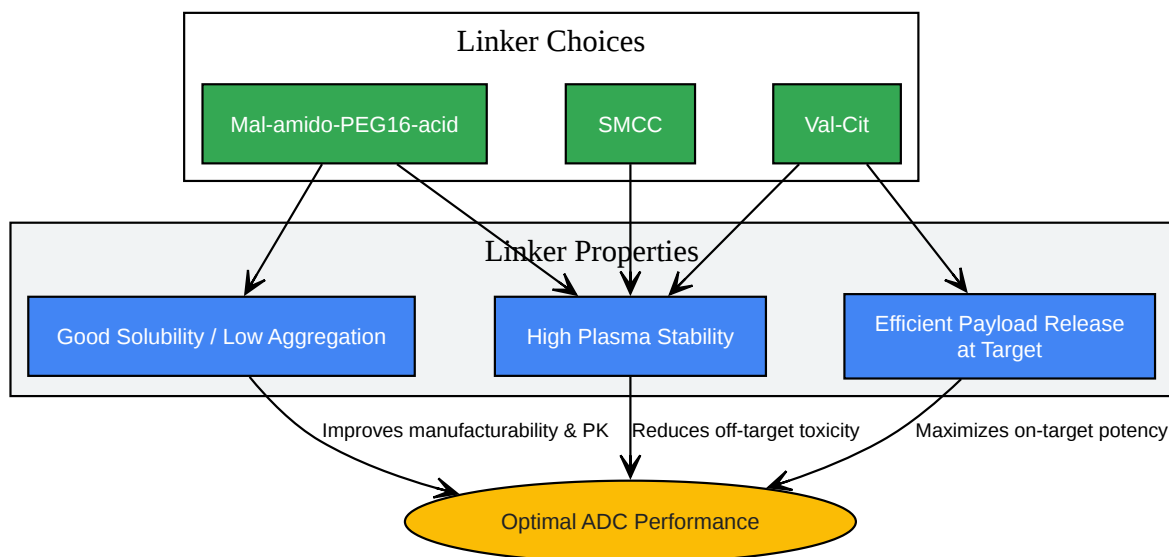 Linker Choices
Mal-amido-PEG16-acid
SMCC
Val-Cit
Linker Properties
Good Solubility / Low Aggregation
High Plasma Stability
Efficient Payload Release
at Target
Improves manufacturability & PK
Reduces off-target toxicity
Maximizes on-target potency
Optimal ADC Performance